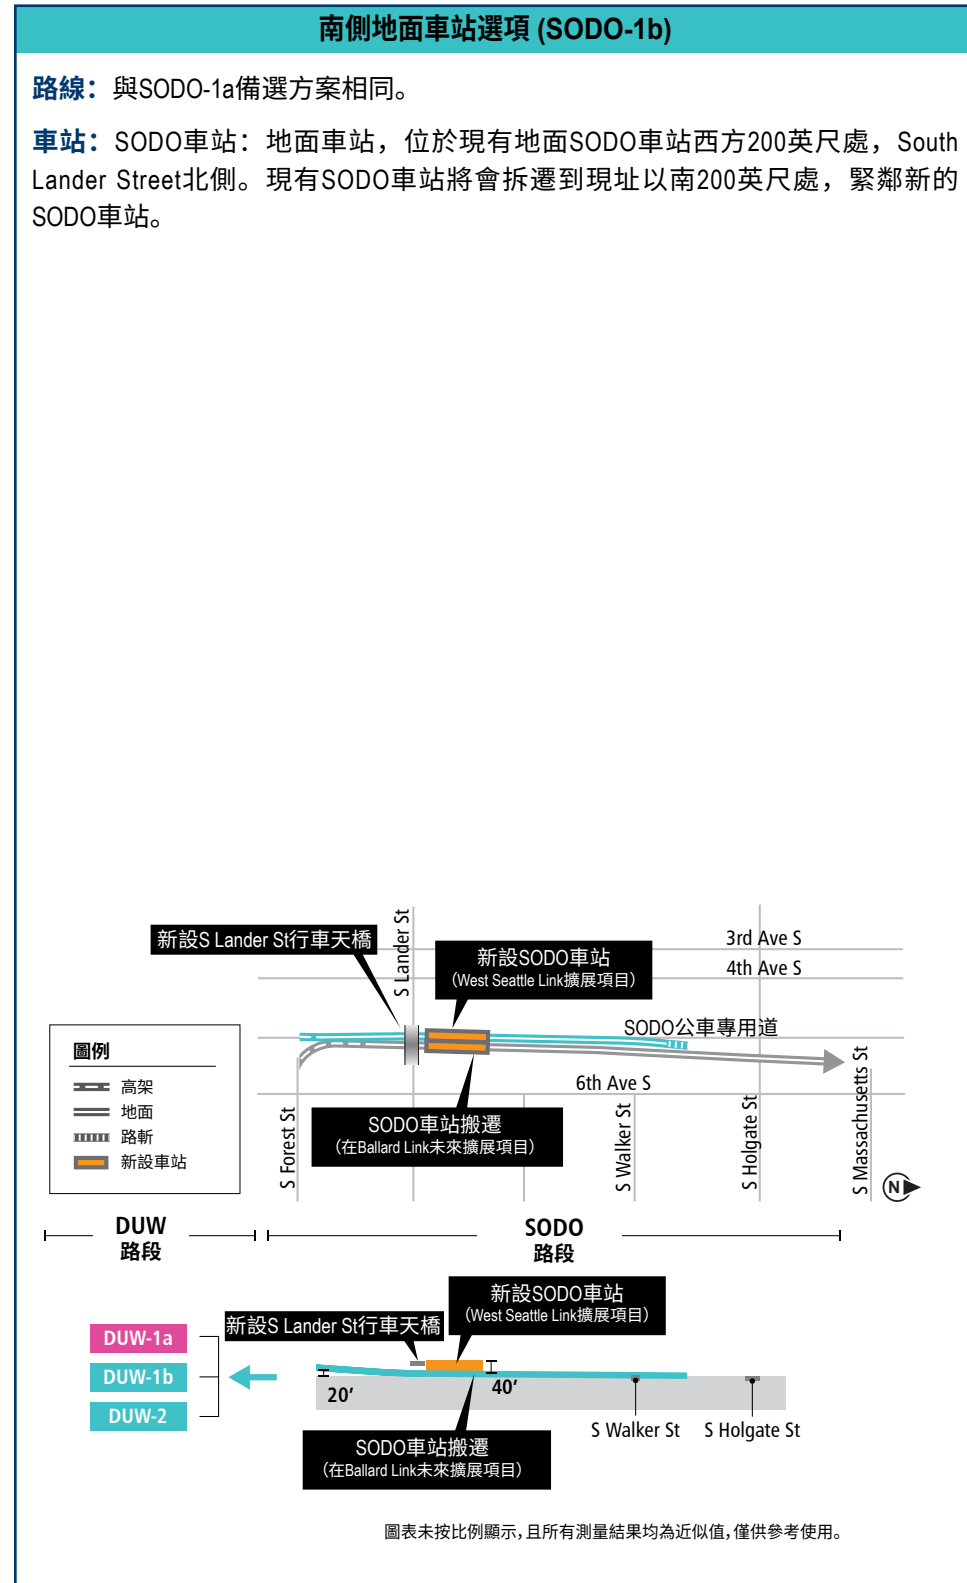 南側地面車站選項 (SODO-1b)
路線：與SODO-1a備選方案相同。
車站：SODO車站：地面車站，位於現有地面SODO車站西方200英尺處，South
Lander Street北側。現有SODO車站將會拆遷到現址以南200英尺處，緊鄰新的
SODO車站。
新設S Lander St行車天橋
S Lander St
新設SODO車站
（West Seattle Link擴展項目）
3rd Ave S
4th Ave S
SODO公車專用道
6th Ave S
圖例
高架
地面
路斬
新設車站
SODO車站搬遷
（在Ballard Link未來擴展項目）
S Forest St
S Walker St
S Holgate St
S Massachusetts St
N
DUW
路段
SODO
路段
新設SODO車站
（West Seattle Link擴展項目）
新設S Lander St行車天橋
DUW-1a
DUW-1b
DUW-2
20’
40’
S Walker St
S Holgate St
SODO車站搬遷
（在Ballard Link未來擴展項目）
圖表未按比例顯示，且所有測量結果均為近似值，僅供參考使用。